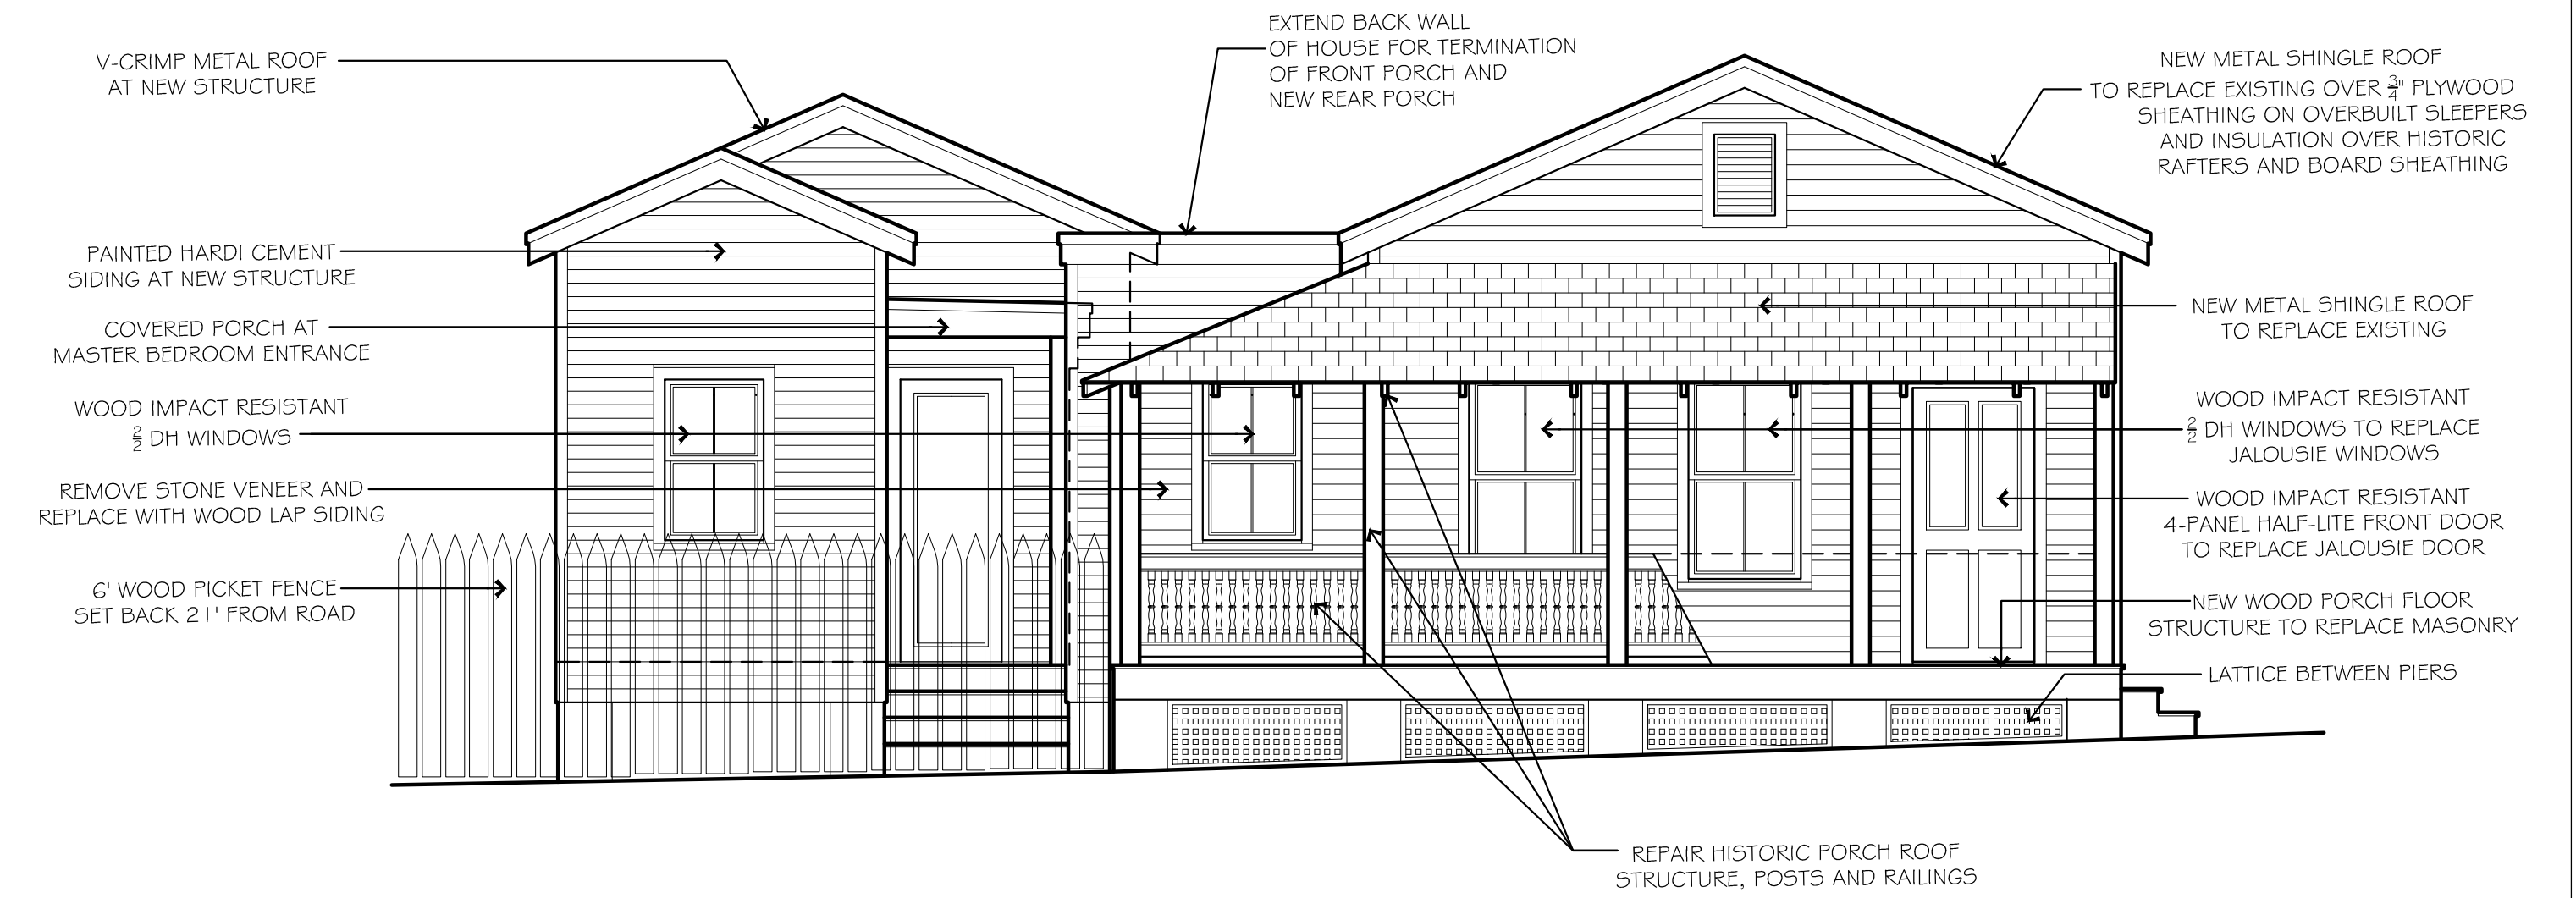 V-CRIMP METAL ROOF
AT NEW STRUCTURE
PAINTED HARDI CEMENT
SIDING AT NEW STRUCTURE
COVERED PORCH AT
MASTER BEDROOM ENTRANCE
WOOD IMPACT RESISTANT
2/2 DH WINDOWS
REMOVE STONE VENEER AND
REPLACE WITH WOOD LAP SIDING
6' WOOD PICKET FENCE
SET BACK 21' FROM ROAD
EXTEND BACK WALL
OF HOUSE FOR TERMINATION
OF FRONT PORCH AND
NEW REAR PORCH
NEW METAL SHINGLE ROOF
TO REPLACE EXISTING OVER 3/4" PLYWOOD
SHEATHING ON OVERBUILT SLEEPERS
AND INSULATION OVER HISTORIC
RAFTERS AND BOARD SHEATHING
NEW METAL SHINGLE ROOF
TO REPLACE EXISTING
WOOD IMPACT RESISTANT
2/2 DH WINDOWS TO REPLACE
JALOUSIE WINDOWS
WOOD IMPACT RESISTANT
4-PANEL HALF-LITE FRONT DOOR
TO REPLACE JALOUSIE DOOR
NEW WOOD PORCH FLOOR
STRUCTURE TO REPLACE MASONRY
LATTICE BETWEEN PIERS
REPAIR HISTORIC PORCH ROOF
STRUCTURE, POSTS AND RAILINGS